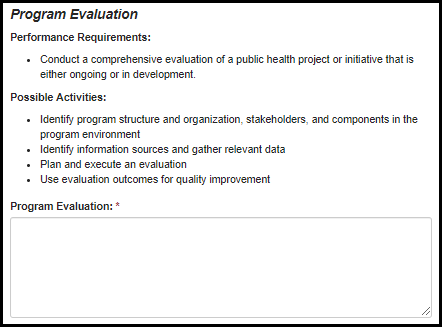 Program Evaluation
Performance Requirements:
• Conduct a comprehensive evaluation of a public health project or initiative that is
either ongoing or in development.
Possible Activities:
• Identify program structure and organization, stakeholders, and components in the
program environment
• Identify information sources and gather relevant data
• Plan and execute an evaluation
• Use evaluation outcomes for quality improvement
Program Evaluation: *